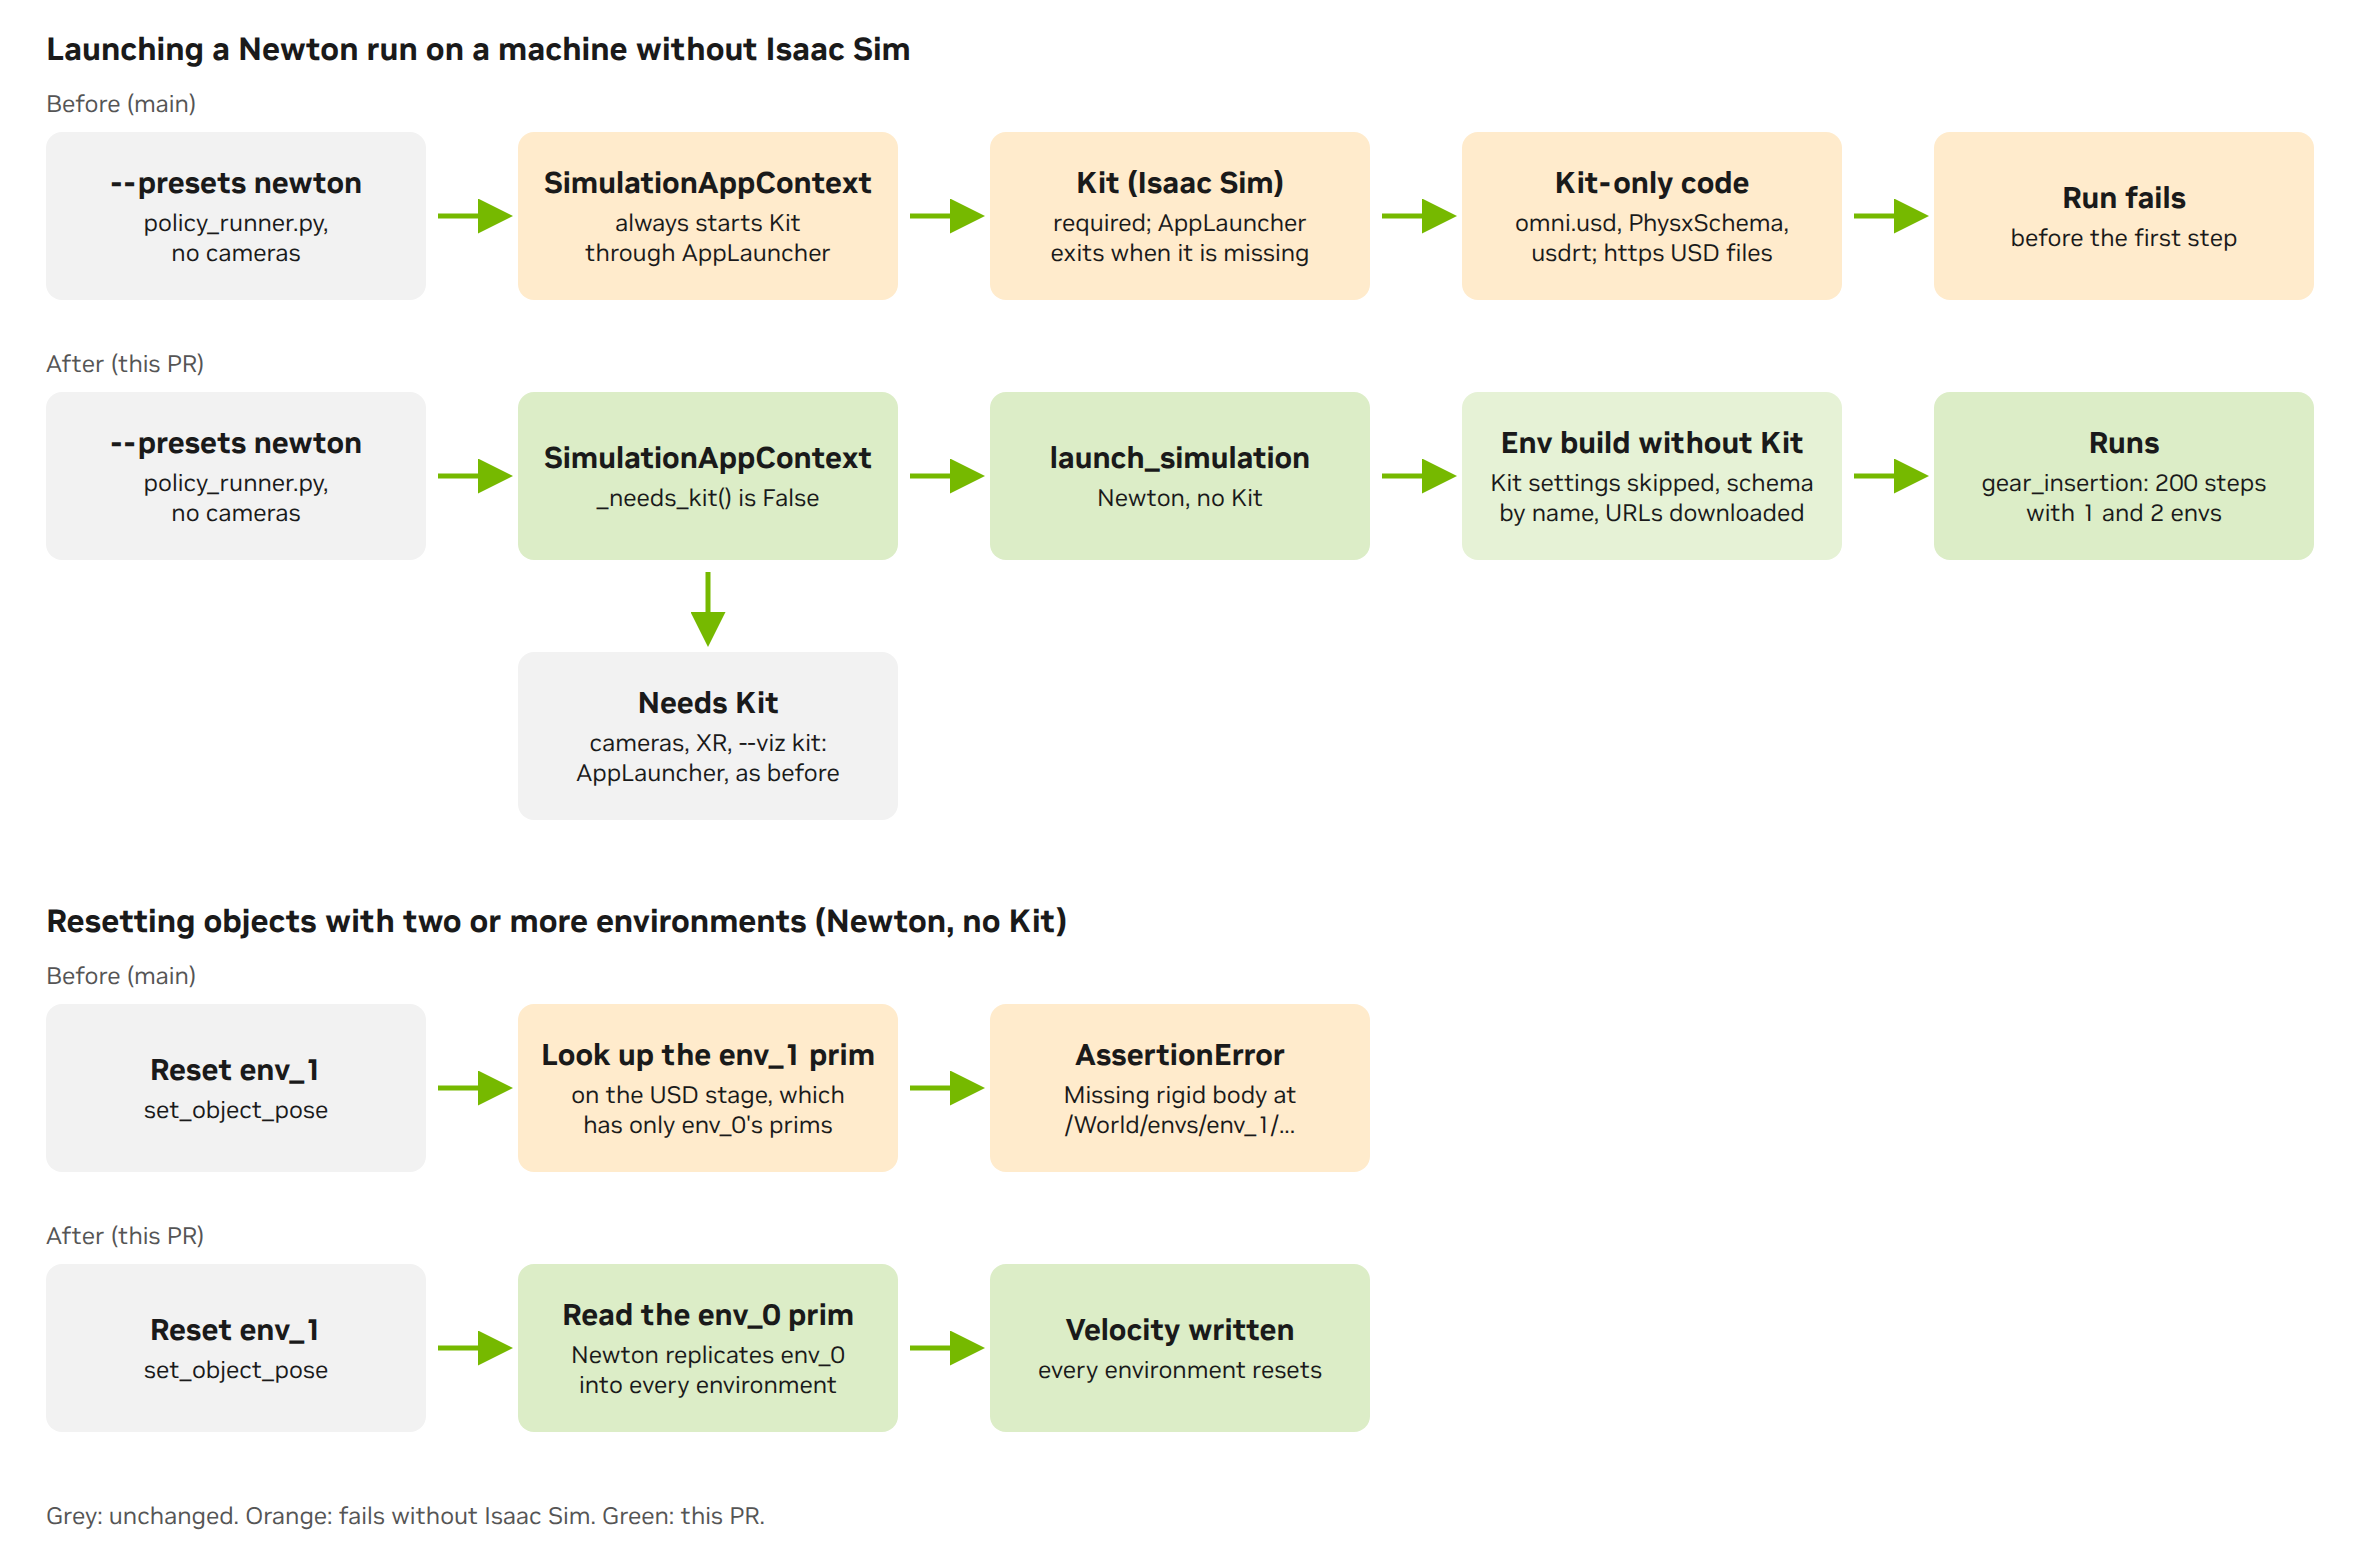 Launching a Newton run on a machine without Isaac Sim
Before (main)
--presets newton
policy_runner.py,
no cameras
SimulationAppContext
always starts Kit
through AppLauncher
Kit (Isaac Sim)
required; AppLauncher
exits when it is missing
Kit-only code
omni.usd, PhysxSchema,
usdrt; https USD files
Run fails
before the first step
After (this PR)
--presets newton
policy_runner.py,
no cameras
SimulationAppContext
_needs_kit() is False
launch_simulation
Newton, no Kit
Env build without Kit
Kit settings skipped, schema
by name, URLs downloaded
Runs
gear_insertion: 200 steps
with 1 and 2 envs
Needs Kit
cameras, XR, --viz kit:
AppLauncher, as before
Resetting objects with two or more environments (Newton, no Kit)
Before (main)
Reset env_1
set_object_pose
Look up the env_1 prim
on the USD stage, which
has only env_0's prims
AssertionError
Missing rigid body at
/World/envs/env_1/...
After (this PR)
Reset env_1
set_object_pose
Read the env_0 prim
Newton replicates env_0
into every environment
Velocity written
every environment resets
Grey: unchanged. Orange: fails without Isaac Sim. Green: this PR.